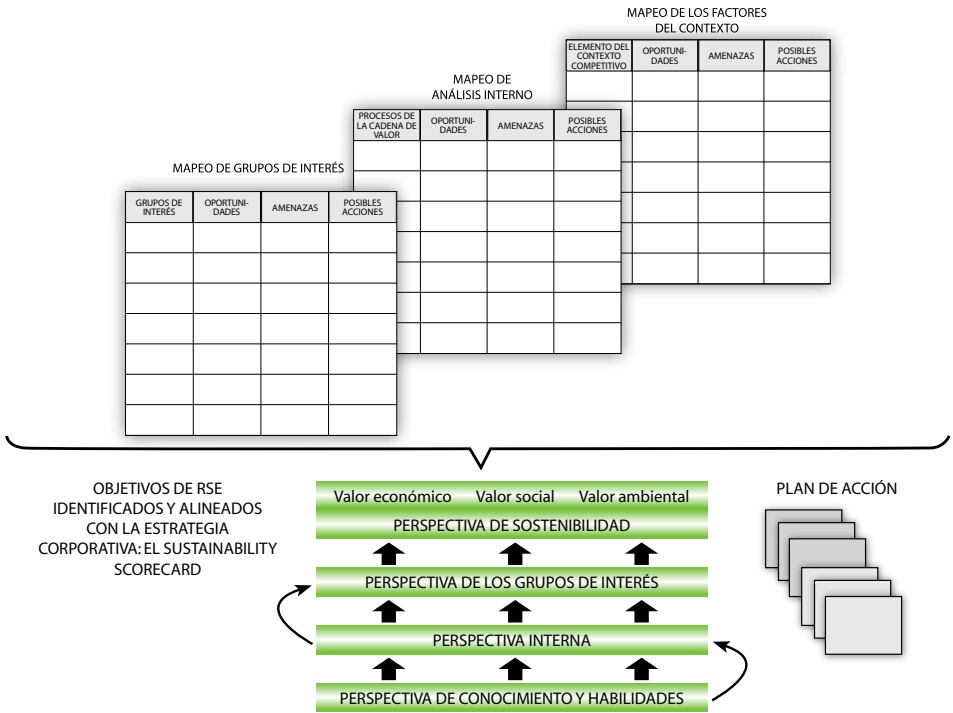 MAPEO DE LOS FACTORES
DEL CONTEXTO
ELEMENTO DEL
CONTEXTO
COMPETITIVO
OPORTUNI-
DADES
AMENAZAS
POSIBLES
ACCIONES
MAPEO DE
ANÁLISIS INTERNO
PROCESOS DE
LA CADENA DE
VALOR
OPORTUNI-
DADES
AMENAZAS
POSIBLES
ACCIONES
MAPEO DE GRUPOS DE INTERÉS
GRUPOS DE
INTERÉS
OPORTUNI-
DADES
AMENAZAS
POSIBLES
ACCIONES
OBJETIVOS DE RSE
IDENTIFICADOS Y ALINEADOS
CON LA ESTRATEGIA
CORPORATIVA: EL SUSTAINABILITY
SCORECARD
Valor económico Valor social Valor ambiental
PERSPECTIVA DE SOSTENIBILIDAD
PERSPECTIVA DE LOS GRUPOS DE INTERÉS
PERSPECTIVA INTERNA
PERSPECTIVA DE CONOCIMIENTO Y HABILIDADES
PLAN DE ACCIÓN